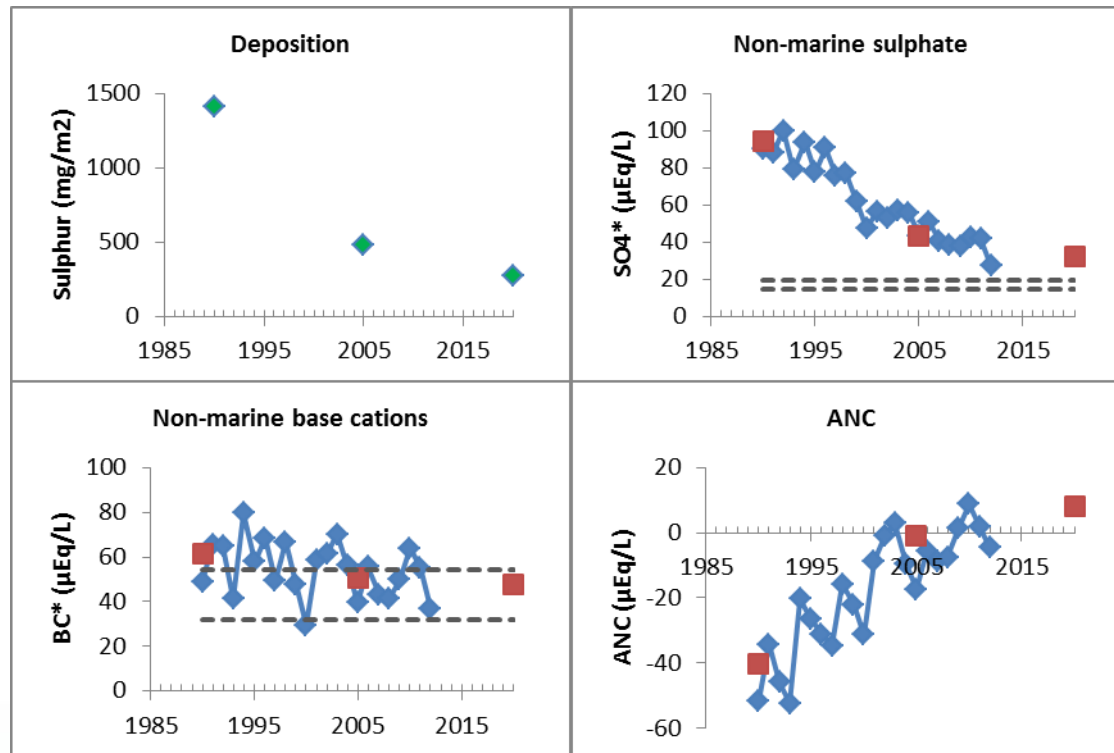 Deposition
Sulphur (mg/m2)
1500
1000
500
0
1985 1995 2005 2015
Non-marine sulphate
SO4* (µEq/L)
120
100
80
60
40
20
0
1985 1995 2005 2015
Non-marine base cations
BC* (µEq/L)
100
80
60
40
20
0
1985 1995 2005 2015
ANC
ANC (µEq/L)
20
0
-20
-40
-60
1985 1995 2005 2015